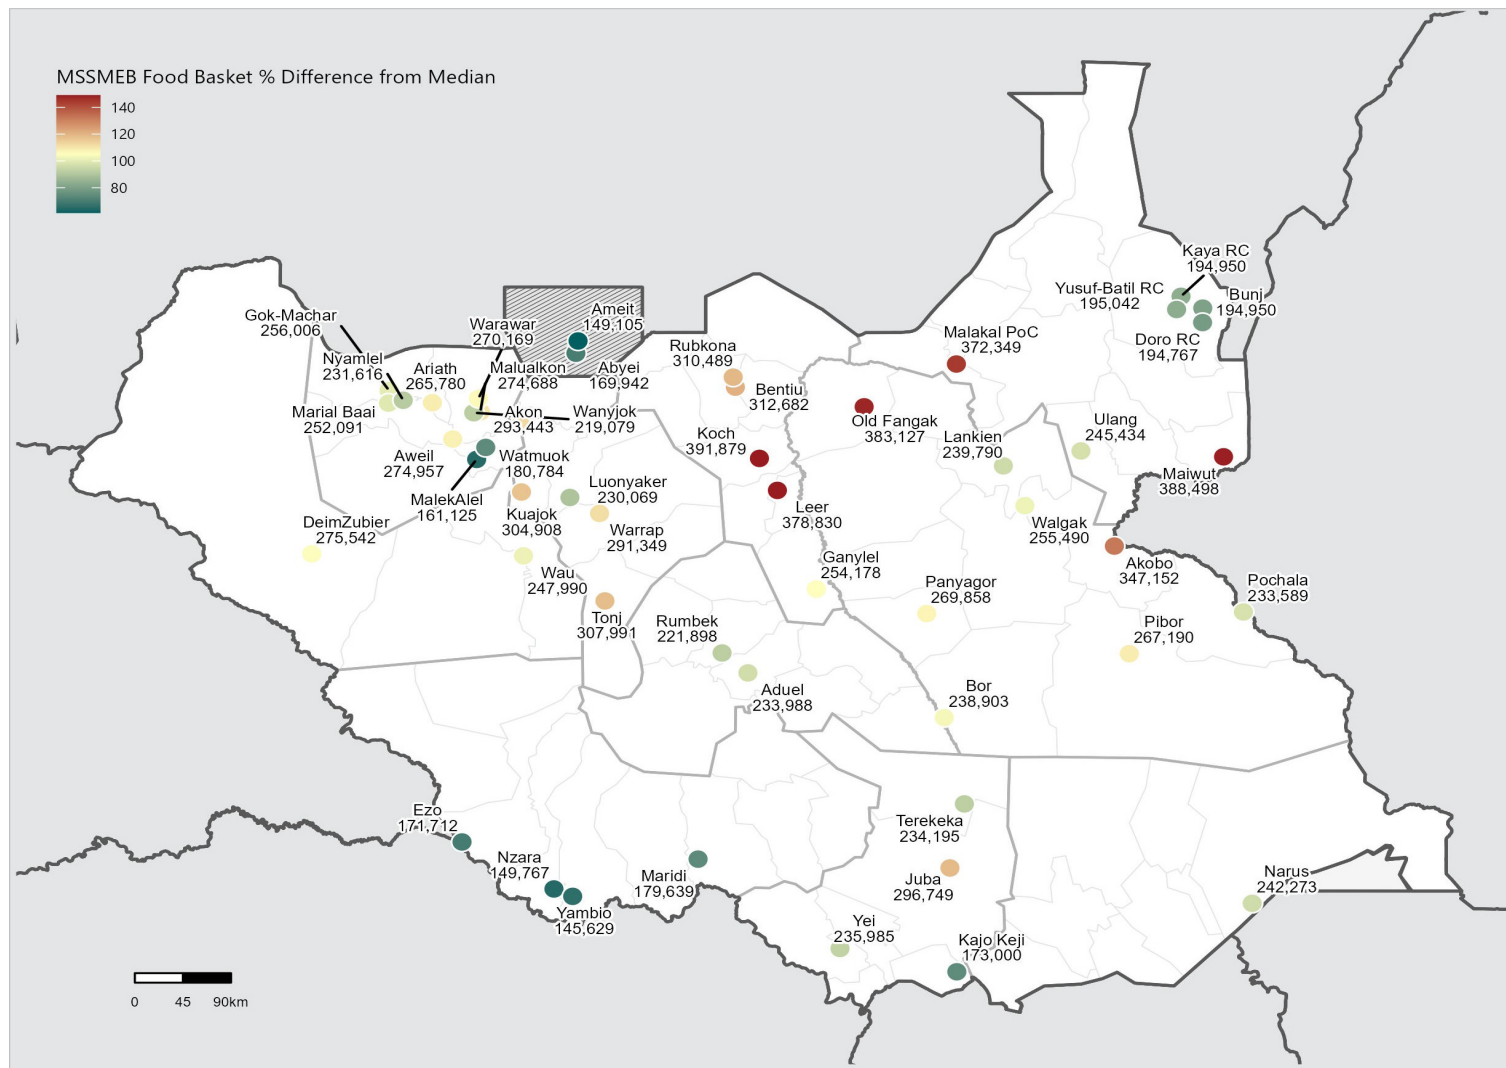 MSSMEB Food Basket % Difference from Median
140
120
100
80
Kaya RC
194,950
Yusuf-Batil RC
195,042
Bunj
194,950
Doro RC
194,767
Gok-Machar
256,006
Warawar
270,169
Ameit
149,105
Malakal PoC
372,349
Rubkona
310,489
Nyamlel
231,616
Ariath
265,780
Malualkon
274,688
Abyei
169,942
Bentiu
312,682
Marial Baai
252,091
Akon
293,443
Wanyjok
219,079
Old Fangak
383,127
Ulang
245,434
Koch
391,879
Lankien
239,790
Aweil
274,957
Watmuok
180,784
Maiwut
388,498
Luonyaker
230,069
MalekAlel
161,125
Kuajok
304,908
Leer
378,830
DeimZubier
275,542
Warrap
291,349
Walgak
255,490
Ganylel
254,178
Akobo
347,152
Wau
247,990
Panyagor
269,858
Pochala
233,589
Tonj
307,991
Rumbek
221,898
Pibor
267,190
Aduel
233,988
Bor
238,903
Ezo
171,712
Terekeka
234,195
Nzara
149,767
Maridi
179,639
Juba
296,749
Narus
242,273
Yambio
145,629
Yei
235,985
Kajo Keji
173,000
0 45 90km